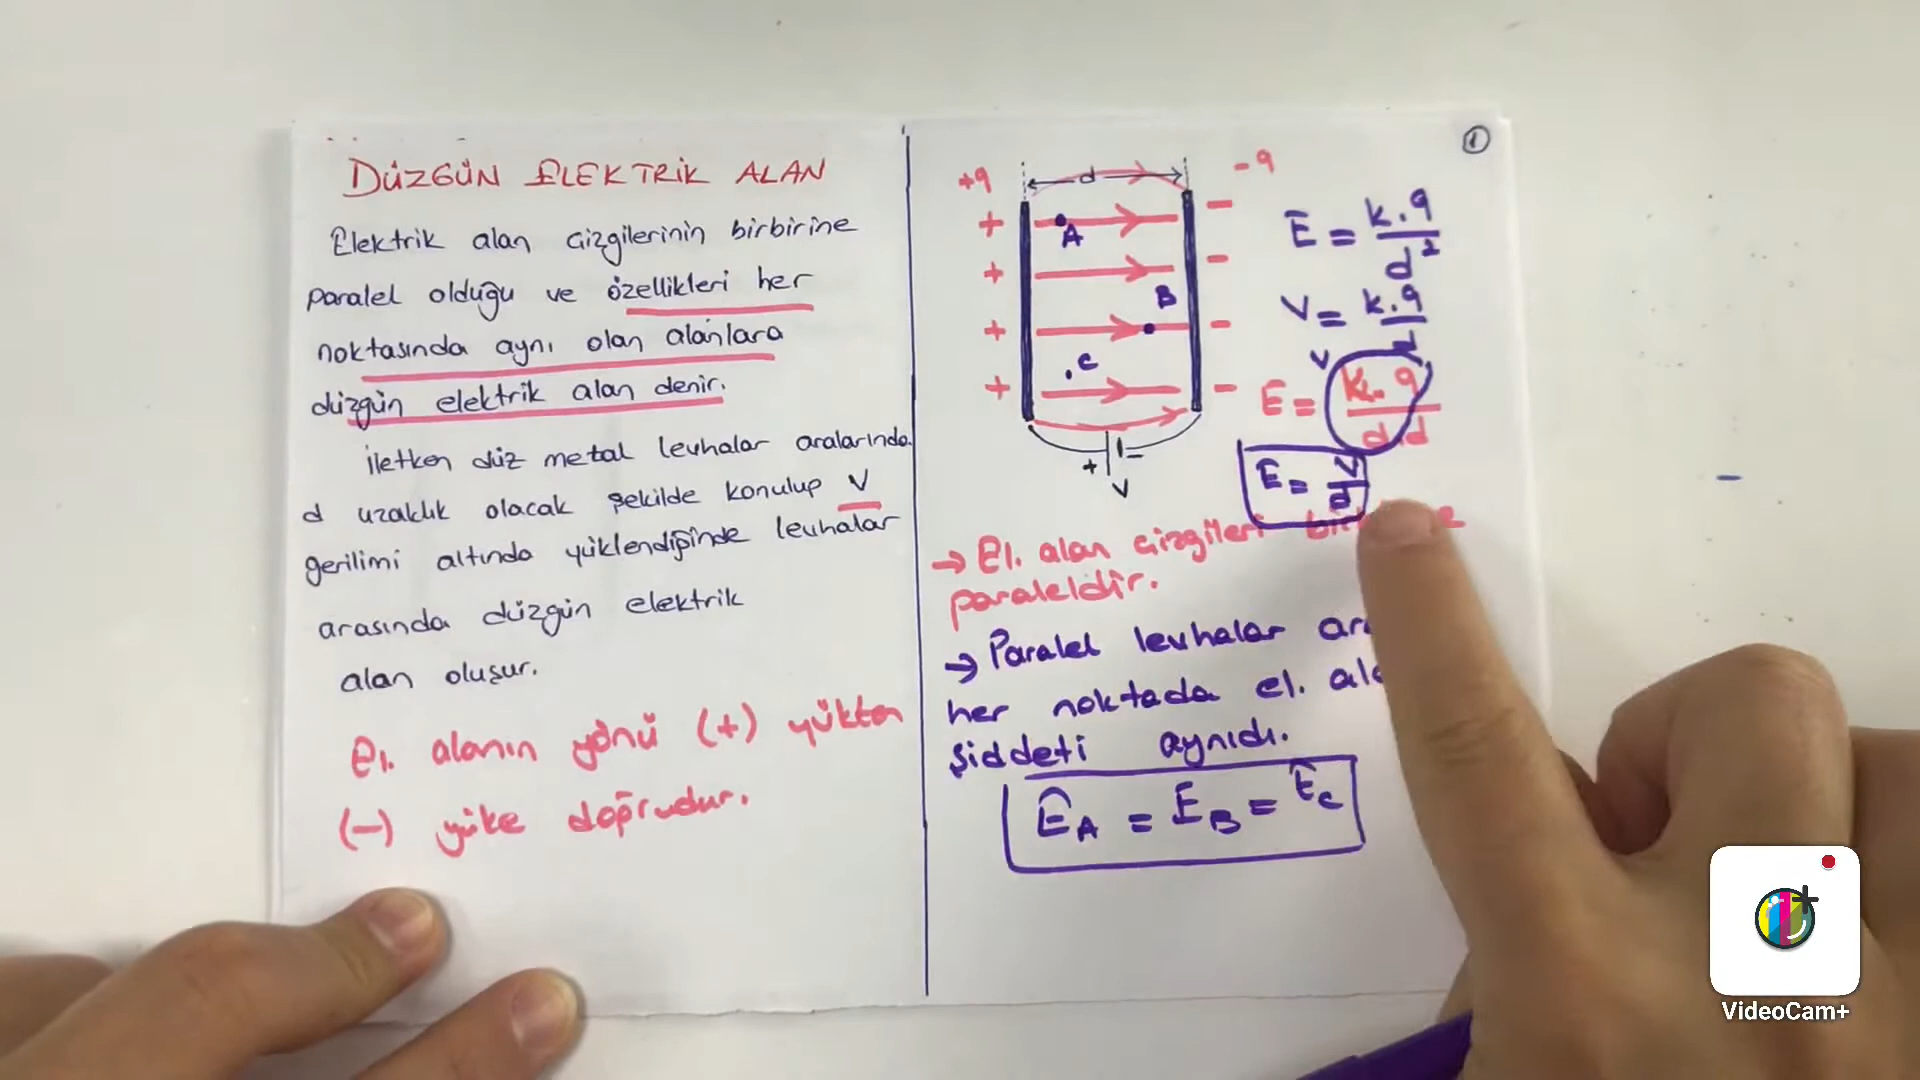 DÜZGÜN ELEKTRİK ALAN
Elektrik alan çizgilerinin birbirine
paralel olduğu ve özellikleri her
noktasında aynı olan alanlara
düzgün elektrik alan denir.
İletken düz metal levhalar aralarında
d uzaklık olacak şekilde konulup V
gerilimi altında yüklendiğinde levhalar
arasında düzgün elektrik
alan oluşur.
El. alanın yönü (+) yükten
(-) yüke doğrudur.
1
+q
d
-q
+ A -
+ -
+ B -
+ C -
+ -
V
E = k.q / d²
V = k.q / d
V
E = k.q / d.d
E = V / d
→ El. alan çizgileri
paraleldir.
→ Paralel levhalar
her noktada el.
şiddeti aynıdı.
E_A = E_B = E_C
VideoCam+